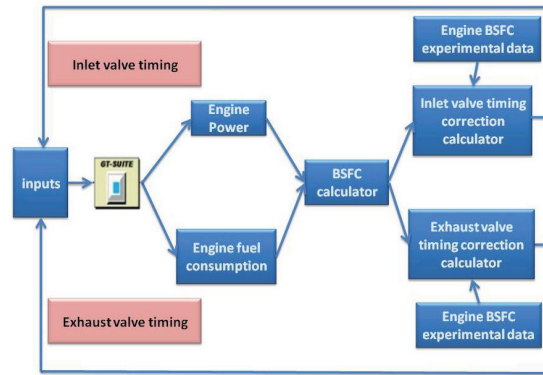 Engine BSFC
experimental data
Inlet valve timing
Engine
Power
Inlet valve timing
correction
calculator
inputs
GT-SUITE
BSFC
calculator
Engine fuel
consumption
Exhaust valve
timing correction
calculator
Exhaust valve timing
Engine BSFC
experimental data